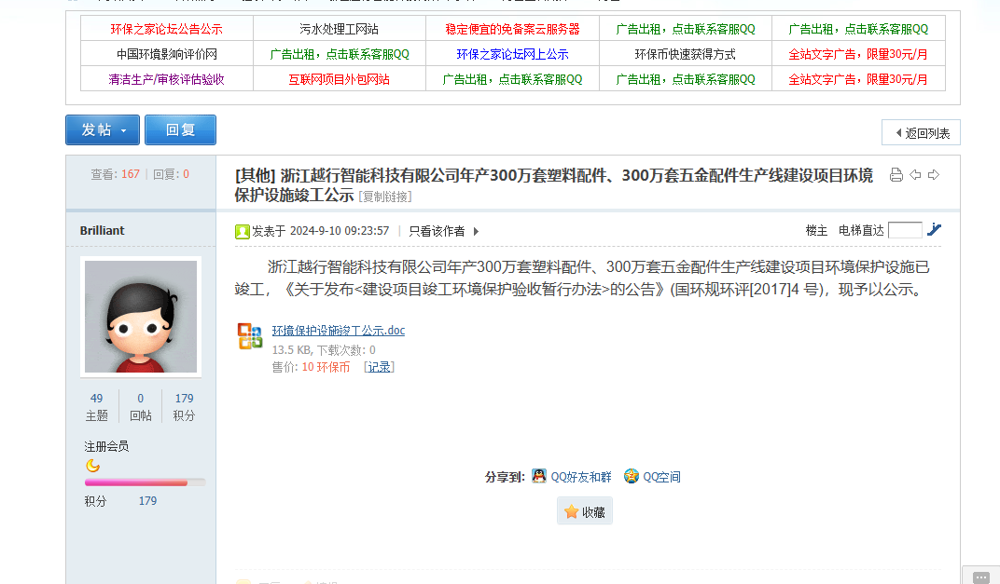 环保之家论坛公告公示 污水处理工网站 稳定便宜的免备案云服务器 广告出租，点击联系客服QQ 广告出租，点击联系客服QQ
中国环境影响评价网 广告出租，点击联系客服QQ 环保之家论坛网上公示 环保币快速获得方式 全站文字广告，限量30元/月
清洁生产/审核评估验收 互联网项目外包网站 广告出租，点击联系客服QQ 广告出租，点击联系客服QQ 全站文字广告，限量30元/月
发帖 回复 返回列表
查看: 167 | 回复: 0
[其他] 浙江越行智能科技有限公司年产300万套塑料配件、300万套五金配件生产线建设项目环境
保护设施竣工公示 [复制链接]
Brilliant
发表于 2024-9-10 09:23:57 | 只看该作者 楼主 电梯直达
浙江越行智能科技有限公司年产300万套塑料配件、300万套五金配件生产线建设项目环境保护设施已
竣工，《关于发布<建设项目竣工环境保护验收暂行办法>的公告》(国环规环评[2017]4 号)，现予以公示。
环境保护设施竣工公示.doc
13.5 KB, 下载次数: 0
售价: 10 环保币 [记录]
49 0 179
主题 回帖 积分
注册会员
积分 179
分享到: QQ好友和群 QQ空间
收藏